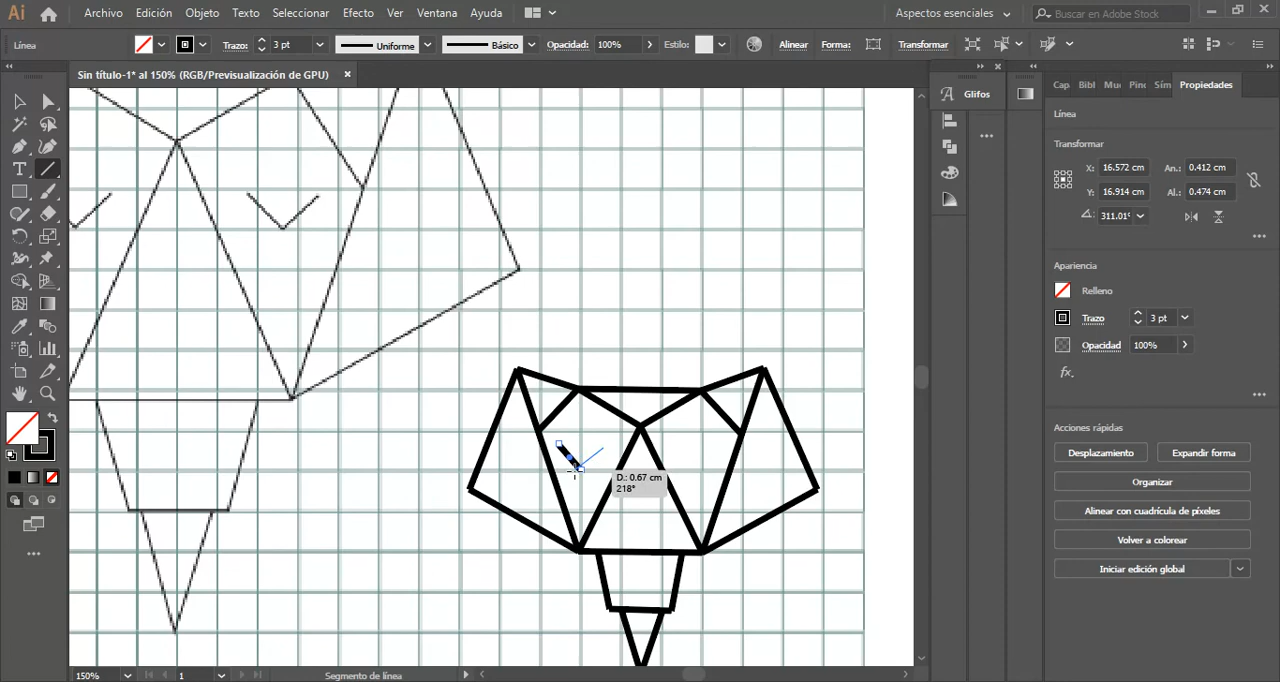 Ai Archivo Edición Objeto Texto Seleccionar Efecto Ver Ventana Ayuda Aspectos esenciales Buscar en Adobe Stock
Línea Trazo: 3 pt Uniforme Básico Opacidad: 100% Estilo: Alinear Forma: Transformar
Sin título-1* al 150% (RGB/Previsualización de GPU)
Glifos
Cap Bibl Mu Pinc Sím Propiedades
Línea
Transformar
X: 16.572 cm An.: 0.412 cm
Y: 16.914 cm Al.: 0.474 cm
311.01°
Apariencia
Relleno
Trazo 3 pt
Opacidad 100%
fx
Acciones rápidas
Desplazamiento Expandir forma
Organizar
Alinear con cuadrícula de píxeles
Volver a colorear
Iniciar edición global
D.: 0.67 cm
218°
150% 1 Segmento de línea